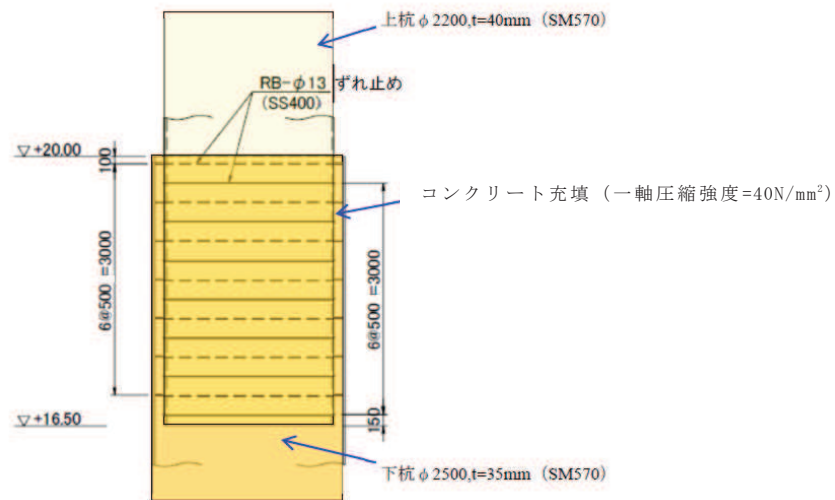 上杭φ2200,t=40mm（SM570）
RB-φ13 ずれ止め
(SS400)
▽+20.00
100
コンクリート充填（一軸圧縮強度=40N/mm²）
6@500 =3000
6@500 =3000
▽+16.50
150
下杭φ2500,t=35mm（SM570）